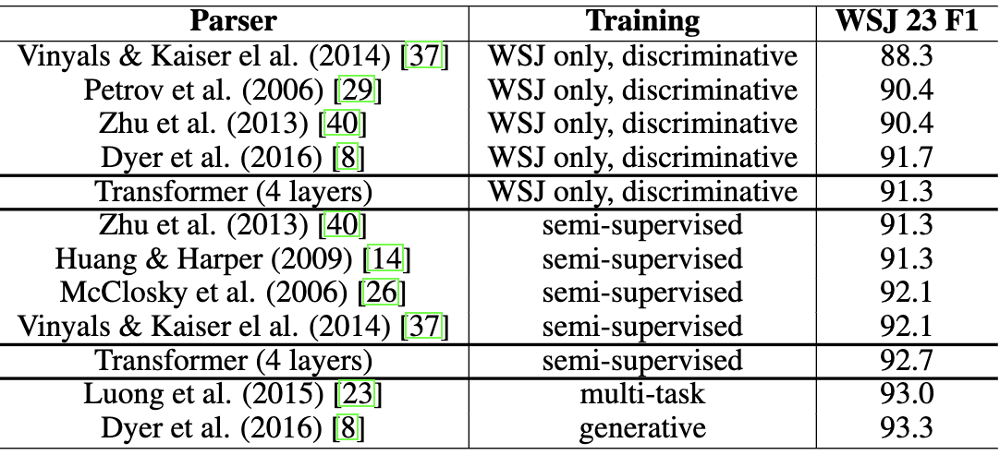 Parser Training WSJ 23 F1
Vinyals & Kaiser el al. (2014) [37] WSJ only, discriminative 88.3
Petrov et al. (2006) [29] WSJ only, discriminative 90.4
Zhu et al. (2013) [40] WSJ only, discriminative 90.4
Dyer et al. (2016) [8] WSJ only, discriminative 91.7
Transformer (4 layers) WSJ only, discriminative 91.3
Zhu et al. (2013) [40] semi-supervised 91.3
Huang & Harper (2009) [14] semi-supervised 91.3
McClosky et al. (2006) [26] semi-supervised 92.1
Vinyals & Kaiser el al. (2014) [37] semi-supervised 92.1
Transformer (4 layers) semi-supervised 92.7
Luong et al. (2015) [23] multi-task 93.0
Dyer et al. (2016) [8] generative 93.3